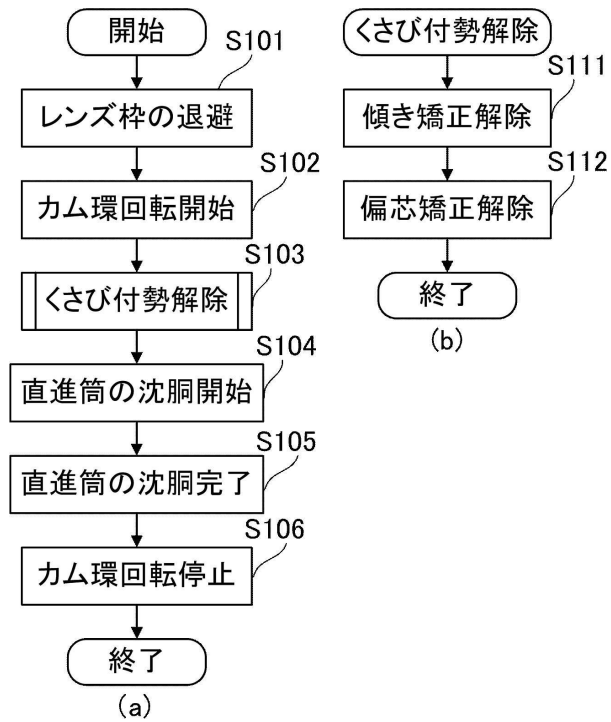 開始
S101
レンズ枠の退避
S102
カム環回転開始
S103
くさび付勢解除
S104
直進筒の沈胴開始
S105
直進筒の沈胴完了
S106
カム環回転停止
終了
(a)
くさび付勢解除
S111
傾き矯正解除
S112
偏芯矯正解除
終了
(b)